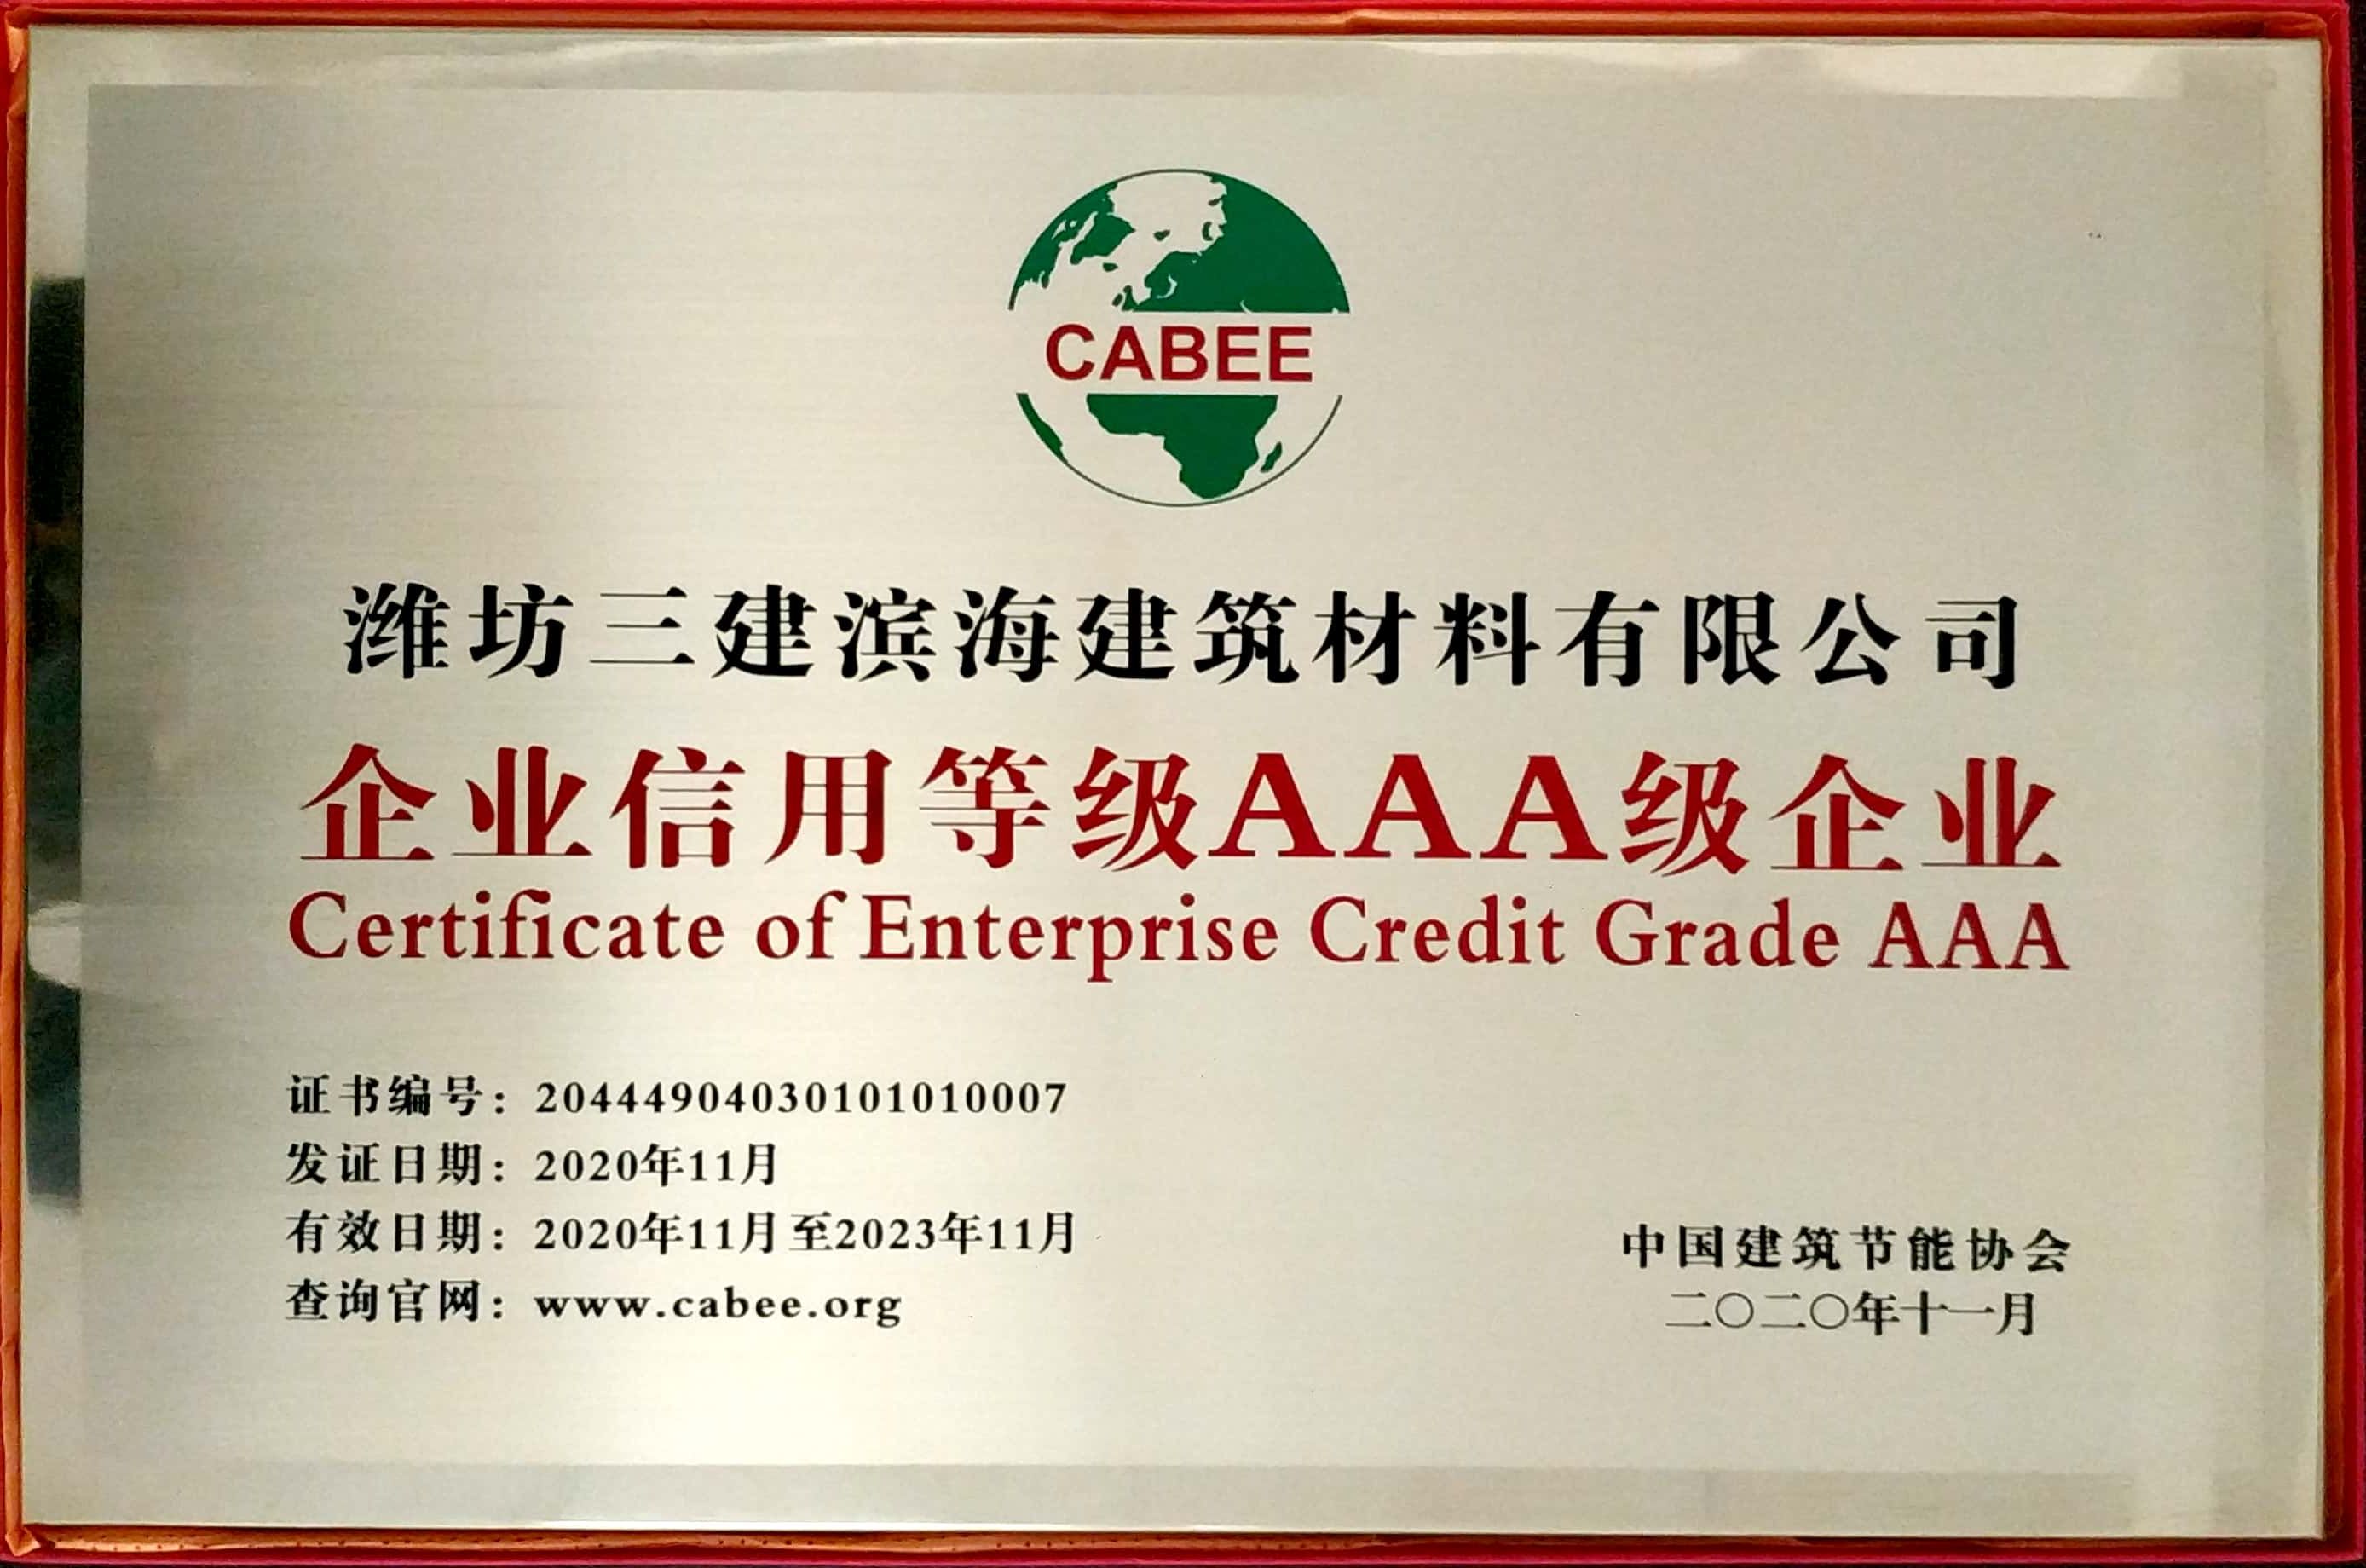 CABEE
潍坊三建滨海建筑材料有限公司
企业信用等级AAA级企业
Certificate of Enterprise Credit Grade AAA
证书编号：20444904030101010007
发证日期：2020年11月
有效日期：2020年11月至2023年11月
查询官网：www.cabee.org
中国建筑节能协会
二〇二〇年十一月